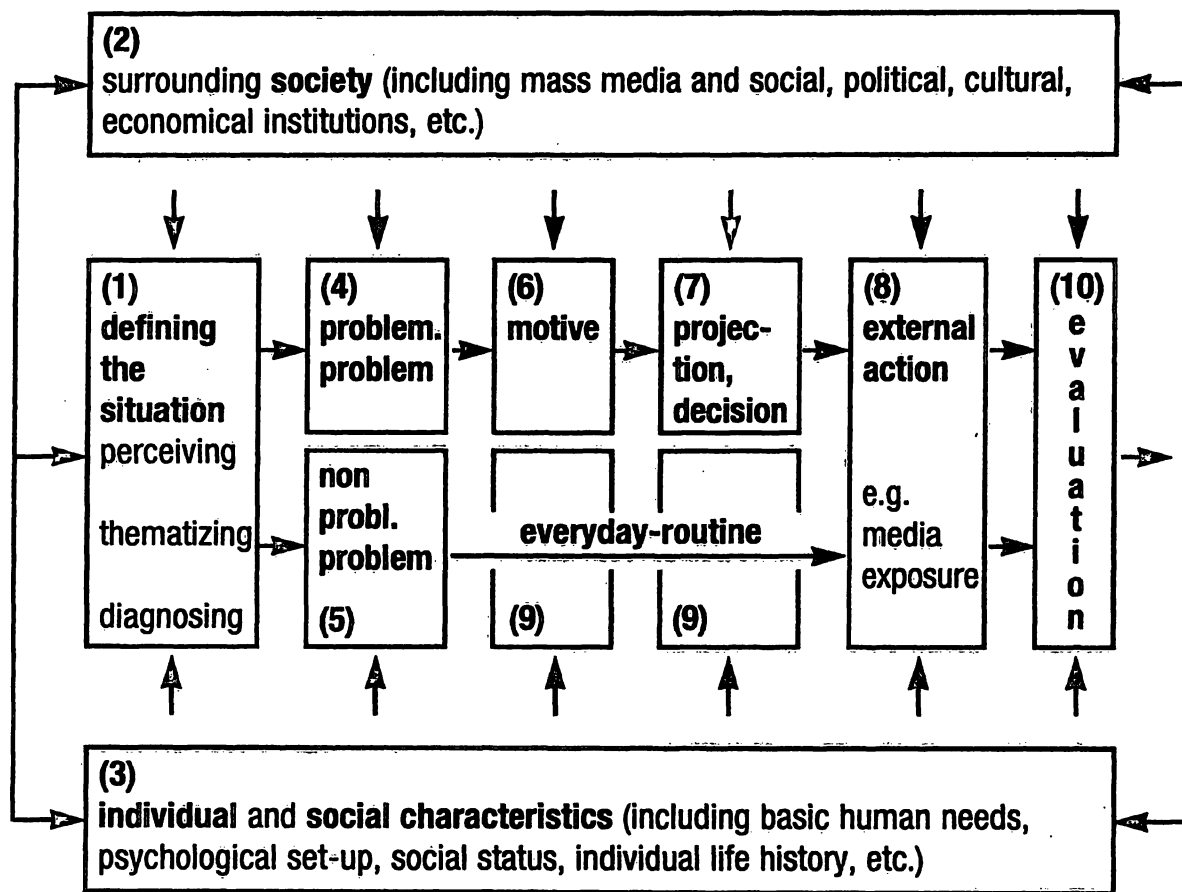 (2)
surrounding society (including mass media and social, political, cultural,
economical institutions, etc.)
(1)
defining
the
situation
perceiving
thematizing
diagnosing
(4)
problem.
problem
(6)
motive
(7)
projec-
tion,
decision
(8)
external
action
e.g.
media
exposure
(10)
e
v
a
l
u
a
t
i
o
n
non
probl.
problem
(5)
everyday-routine
(9)
(9)
(3)
individual and social characteristics (including basic human needs,
psychological set-up, social status, individual life history, etc.)